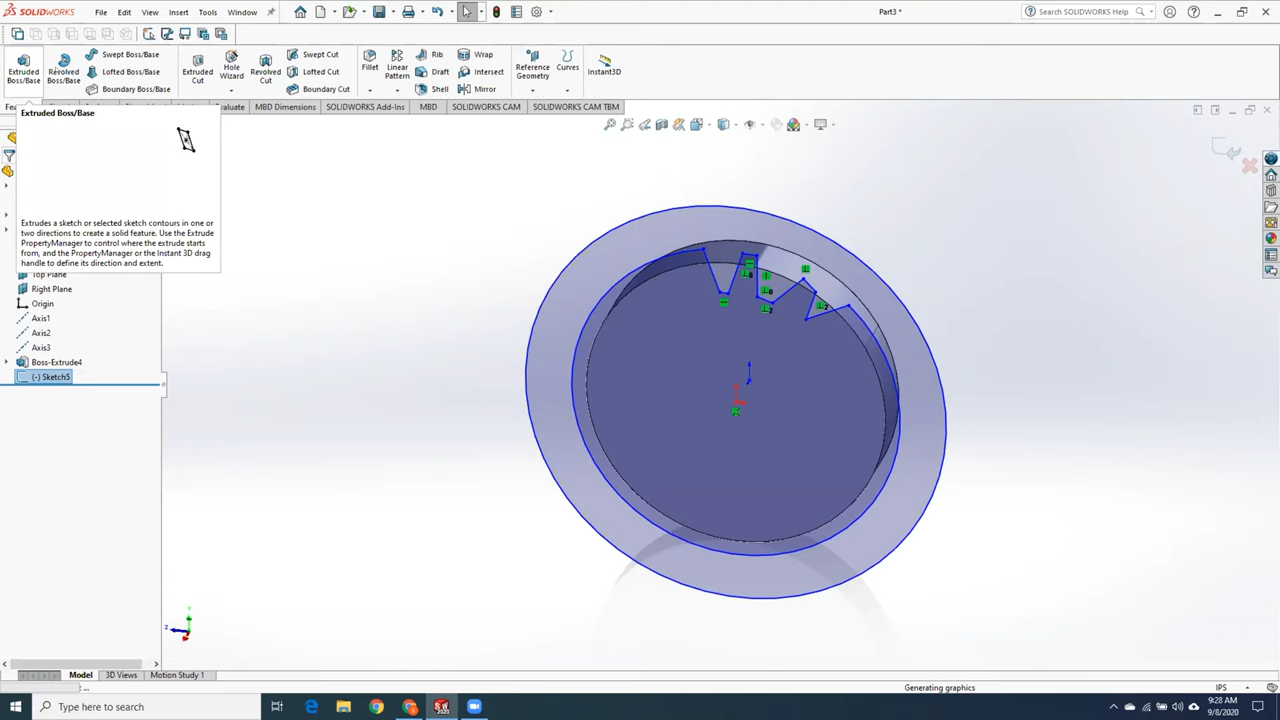 SOLIDWORKS File Edit View Insert Tools Window Part3 * Search SOLIDWORKS Help
Extruded Boss/Base Revolved Boss/Base Swept Boss/Base Lofted Boss/Base Boundary Boss/Base Extruded Cut Hole Wizard Revolved Cut Swept Cut Lofted Cut Boundary Cut Fillet Linear Pattern Rib Draft Shell Wrap Intersect Mirror Reference Geometry Curves Instant3D
Evaluate MBD Dimensions SOLIDWORKS Add-Ins MBD SOLIDWORKS CAM SOLIDWORKS CAM TBM
Extruded Boss/Base
Extrudes a sketch or selected sketch contours in one or
two directions to create a solid feature. Use the Extrude
PropertyManager to control where the extrude starts
from, and the PropertyManager or the Instant 3D drag
handle to define its direction and extent.
Top Plane
Right Plane
Origin
Axis1
Axis2
Axis3
Boss-Extrude4
(-) Sketch5
Model 3D Views Motion Study 1
Generating graphics IPS
Type here to search
9:28 AM
9/8/2020